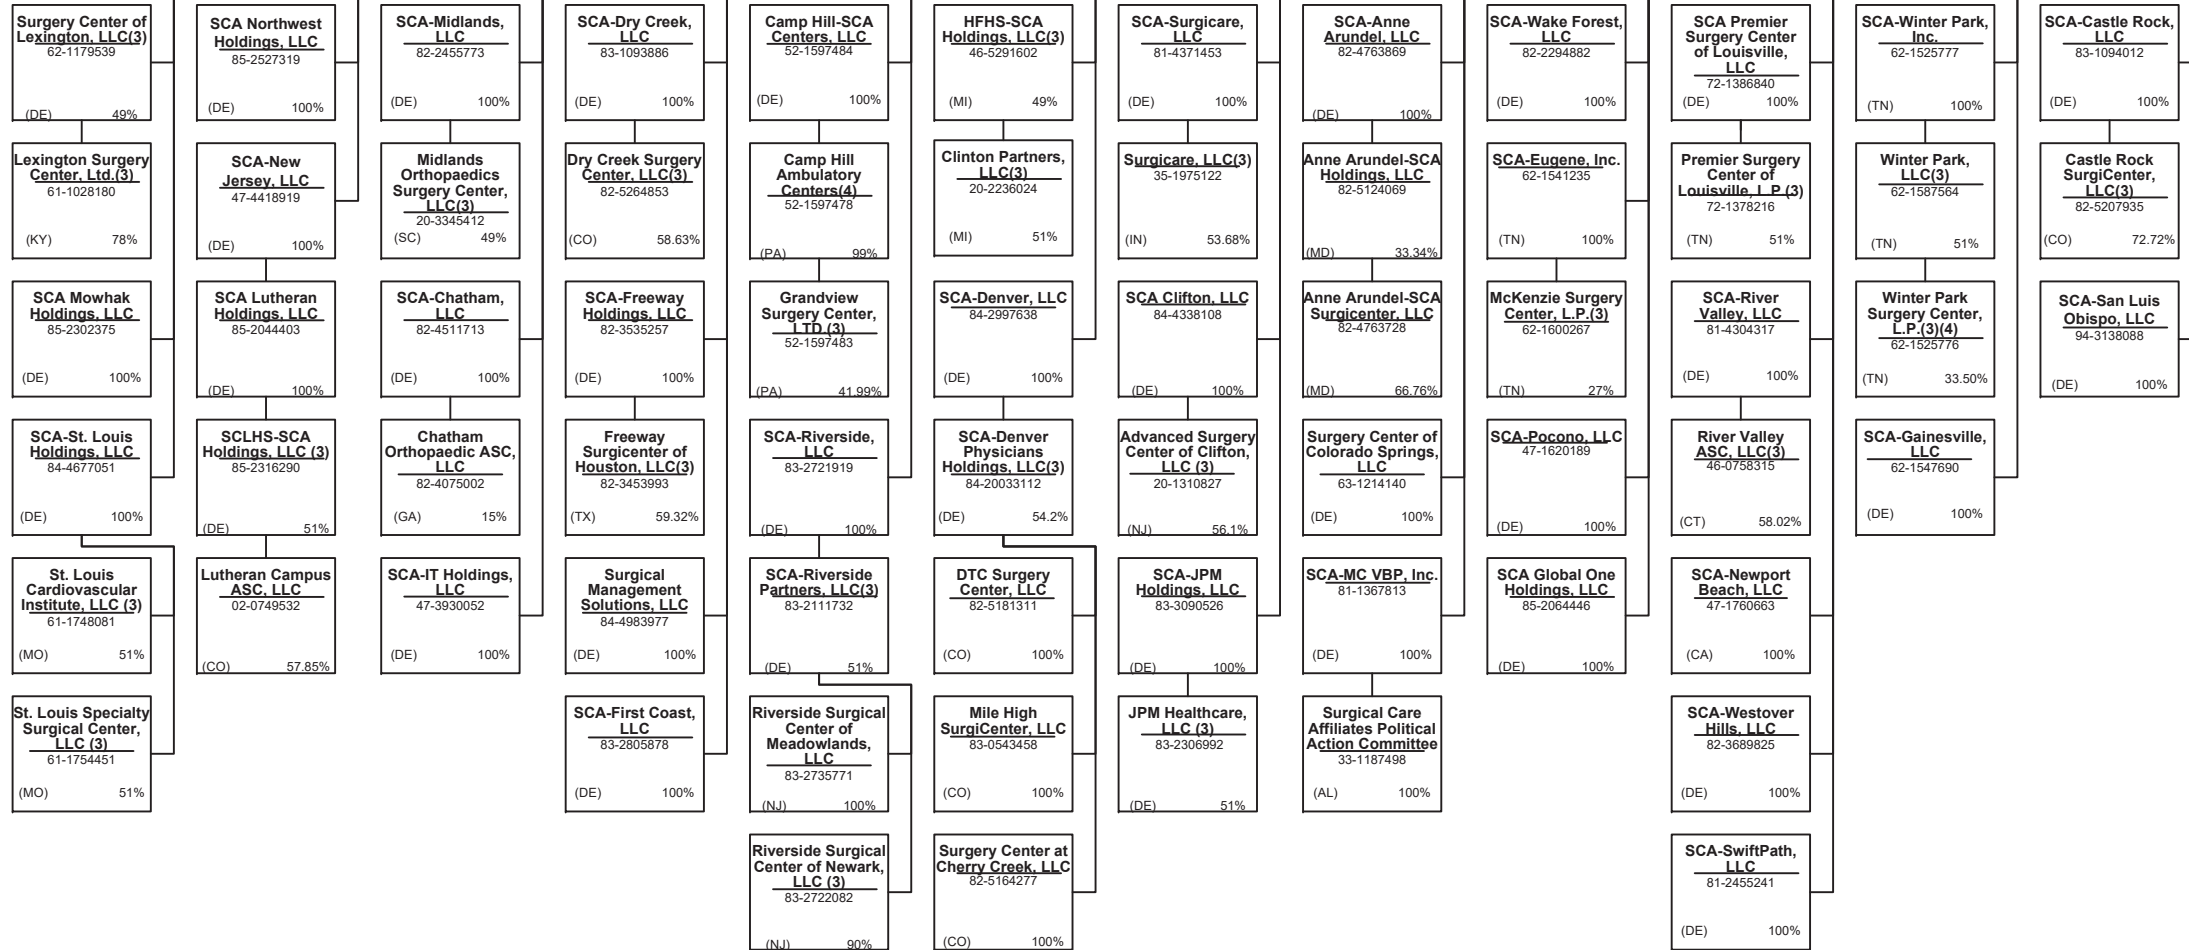 Surgery Center of
Lexington, LLC(3)
62-1179539
(DE) 49%
Lexington Surgery
Center, Ltd.(3)
61-1028180
(KY) 78%
SCA Mowhak
Holdings, LLC
85-2302375
(DE) 100%
SCA-St. Louis
Holdings, LLC
84-4677051
(DE) 100%
St. Louis
Cardiovascular
Institute, LLC (3)
61-1748081
(MO) 51%
St. Louis Specialty
Surgical Center,
LLC (3)
61-1754451
(MO) 51%
SCA Northwest
Holdings, LLC
85-2527319
(DE) 100%
SCA-New
Jersey, LLC
47-4418919
(DE) 100%
SCA Lutheran
Holdings, LLC
85-2044403
(DE) 100%
SCLHS-SCA
Holdings, LLC (3)
85-2316290
(DE) 51%
Lutheran Campus
ASC, LLC
02-0749532
(CO) 57.85%
SCA-Midlands,
LLC
82-2455773
(DE) 100%
Midlands
Orthopaedics
Surgery Center,
LLC(3)
20-3345412
(SC) 49%
SCA-Chatham,
LLC
82-4511713
(DE) 100%
Chatham
Orthopaedic ASC,
LLC
82-4075002
(GA) 15%
SCA-IT Holdings,
LLC
47-3930052
(DE) 100%
SCA-Dry Creek,
LLC
83-1093886
(DE) 100%
Dry Creek Surgery
Center, LLC(3)
82-5264853
(CO) 58.63%
SCA-Freeway
Holdings, LLC
82-3535257
(DE) 100%
Freeway
Surgicenter of
Houston, LLC(3)
82-3453993
(TX) 59.32%
Surgical
Management
Solutions, LLC
84-4983977
(DE) 100%
SCA-First Coast,
LLC
83-2805878
(DE) 100%
Camp Hill-SCA
Centers, LLC
52-1597484
(DE) 100%
Camp Hill
Ambulatory
Centers(4)
52-1597478
(PA) 99%
Grandview
Surgery Center,
LTD.(3)
52-1597483
(PA) 41.99%
SCA-Riverside,
LLC
83-2721919
(DE) 100%
SCA-Riverside
Partners, LLC(3)
83-2111732
(DE) 51%
Riverside Surgical
Center of
Meadowlands,
LLC
83-2735771
(NJ) 100%
Riverside Surgical
Center of Newark,
LLC (3)
83-2722082
(NJ) 90%
HFHS-SCA
Holdings, LLC(3)
46-5291602
(MI) 49%
Clinton Partners,
LLC(3)
20-2236024
(MI) 51%
SCA-Denver, LLC
84-2997638
(DE) 100%
SCA-Denver
Physicians
Holdings, LLC(3)
84-20033112
(DE) 54.2%
DTC Surgery
Center, LLC
82-5181311
(CO) 100%
Mile High
SurgiCenter, LLC
83-0543458
(CO) 100%
Surgery Center at
Cherry Creek, LLC
82-5164277
(CO) 100%
SCA-Surgicare,
LLC
81-4371453
(DE) 100%
Surgicare, LLC(3)
35-1975122
(IN) 53.68%
SCA Clifton, LLC
84-4338108
(DE) 100%
Advanced Surgery
Center of Clifton,
LLC (3)
20-1310827
(NJ) 56.1%
SCA-JPM
Holdings, LLC
83-3090526
(DE) 100%
JPM Healthcare,
LLC (3)
83-2306992
(DE) 51%
SCA-Anne
Arundel, LLC
82-4763869
(DE) 100%
Anne Arundel-SCA
Holdings, LLC
82-5124069
(MD) 33.34%
Anne Arundel-SCA
Surgicenter, LLC
82-4763728
(MD) 66.76%
Surgery Center of
Colorado Springs,
LLC
63-1214140
(DE) 100%
SCA-MC VBP, Inc.
81-1367813
(DE) 100%
Surgical Care
Affiliates Political
Action Committee
33-1187498
(AL) 100%
SCA-Wake Forest,
LLC
82-2294882
(DE) 100%
SCA-Eugene, Inc.
62-1541235
(TN) 100%
McKenzie Surgery
Center, L.P.(3)
62-1600267
(TN) 27%
SCA-Pocono, LLC
47-1620189
(DE) 100%
SCA Global One
Holdings, LLC
85-2064446
(DE) 100%
SCA Premier
Surgery Center
of Louisville,
LLC
72-1386840
(DE) 100%
Premier Surgery
Center of
Louisville, L.P.(3)
72-1378216
(TN) 51%
SCA-River
Valley, LLC
81-4304317
(DE) 100%
River Valley
ASC, LLC(3)
46-0758315
(CT) 58.02%
SCA-Newport
Beach, LLC
47-1760663
(CA) 100%
SCA-Westover
Hills, LLC
82-3689825
(DE) 100%
SCA-SwiftPath,
LLC
81-2455241
(DE) 100%
SCA-Winter Park,
Inc.
62-1525777
(TN) 100%
Winter Park,
LLC(3)
62-1587564
(TN) 51%
Winter Park
Surgery Center,
L.P.(3)(4)
62-1525776
(TN) 33.50%
SCA-Gainesville,
LLC
62-1547690
(DE) 100%
SCA-Castle Rock,
LLC
83-1094012
(DE) 100%
Castle Rock
SurgiCenter,
LLC(3)
82-5207935
(CO) 72.72%
SCA-San Luis
Obispo, LLC
94-3138088
(DE) 100%